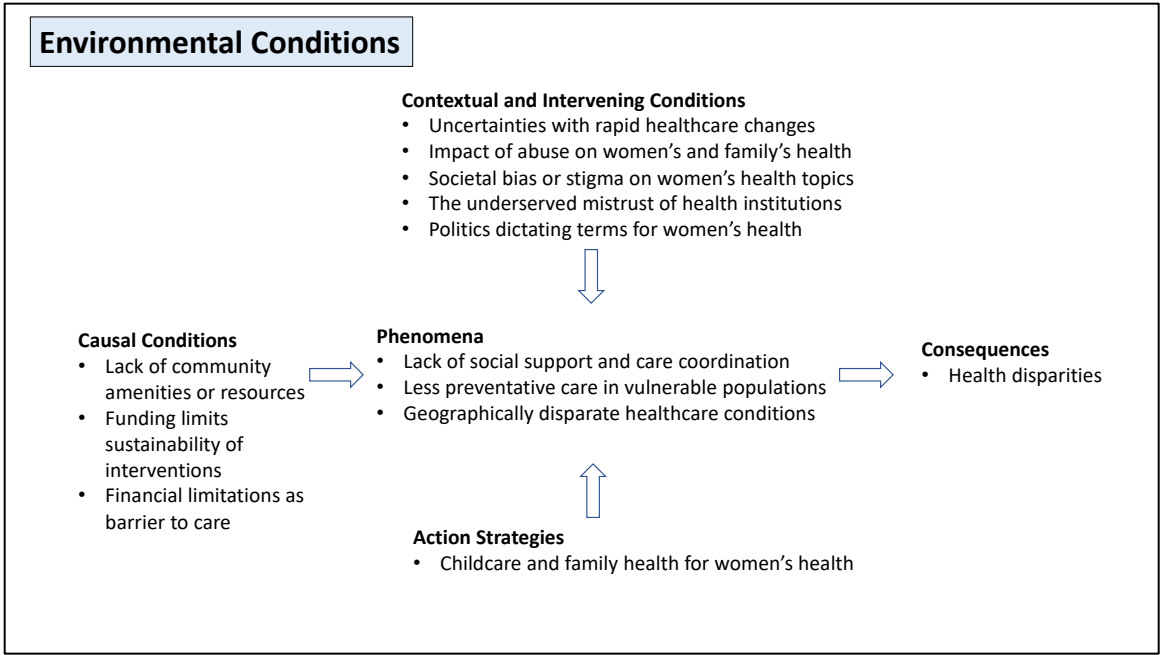 Environmental Conditions
Contextual and Intervening Conditions
• Uncertainties with rapid healthcare changes
• Impact of abuse on women’s and family’s health
• Societal bias or stigma on women’s health topics
• The underserved mistrust of health institutions
• Politics dictating terms for women’s health
Causal Conditions
• Lack of community
amenities or resources
• Funding limits
sustainability of
interventions
• Financial limitations as
barrier to care
Phenomena
• Lack of social support and care coordination
• Less preventative care in vulnerable populations
• Geographically disparate healthcare conditions
Consequences
• Health disparities
Action Strategies
• Childcare and family health for women’s health